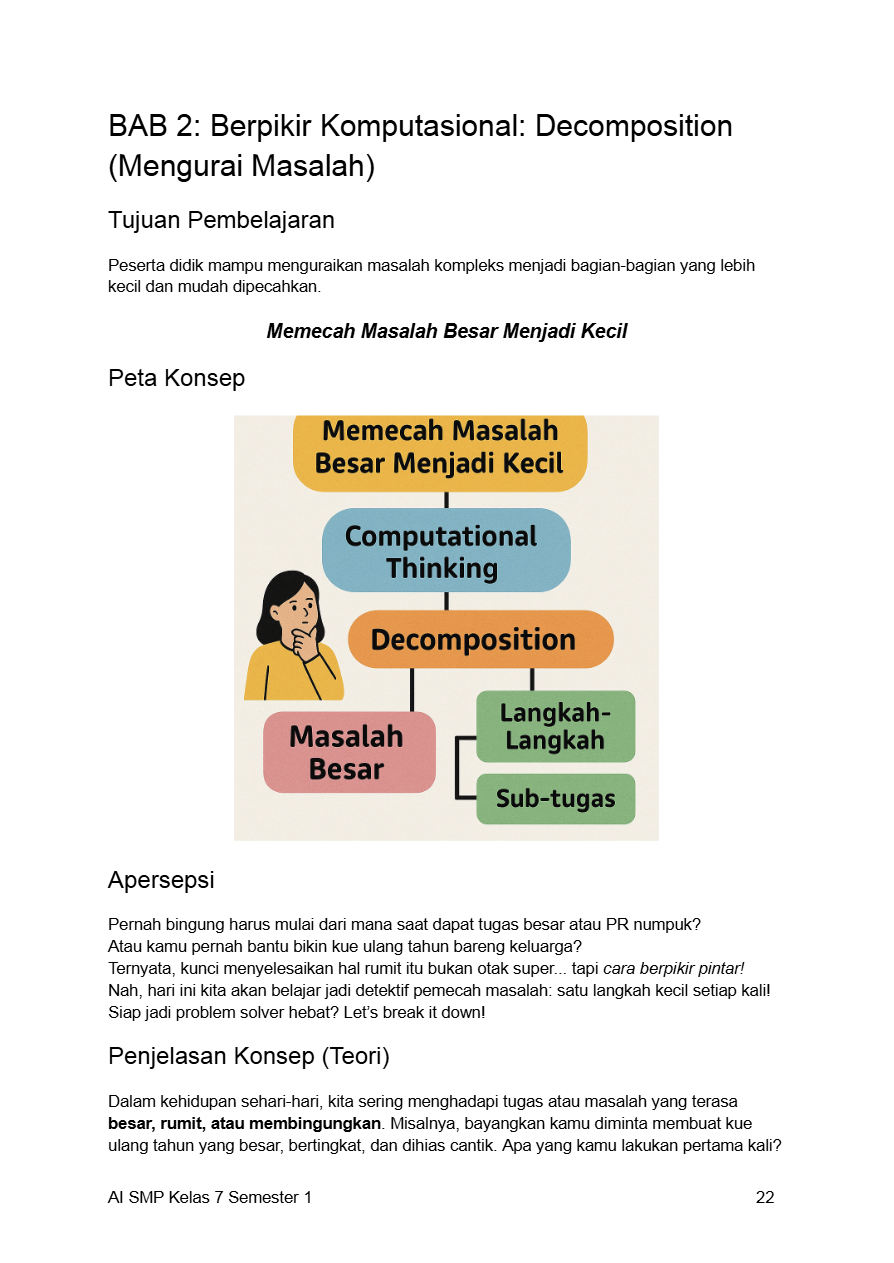 BAB 2: Berpikir Komputasional: Decomposition
(Mengurai Masalah)
Tujuan Pembelajaran
Peserta didik mampu menguraikan masalah kompleks menjadi bagian-bagian yang lebih
kecil dan mudah dipecahkan.
Memecah Masalah Besar Menjadi Kecil
Peta Konsep
Memecah Masalah
Besar Menjadi Kecil
Computational
Thinking
Decomposition
Masalah
Besar
Langkah-
Langkah
Sub-tugas
Apersepsi
Pernah bingung harus mulai dari mana saat dapat tugas besar atau PR numpuk?
Atau kamu pernah bantu bikin kue ulang tahun bareng keluarga?
Ternyata, kunci menyelesaikan hal rumit itu bukan otak super... tapi cara berpikir pintar!
Nah, hari ini kita akan belajar jadi detektif pemecah masalah: satu langkah kecil setiap kali!
Siap jadi problem solver hebat? Let’s break it down!
Penjelasan Konsep (Teori)
Dalam kehidupan sehari-hari, kita sering menghadapi tugas atau masalah yang terasa
besar, rumit, atau membingungkan. Misalnya, bayangkan kamu diminta membuat kue
ulang tahun yang besar, bertingkat, dan dihias cantik. Apa yang kamu lakukan pertama kali?
AI SMP Kelas 7 Semester 1 22